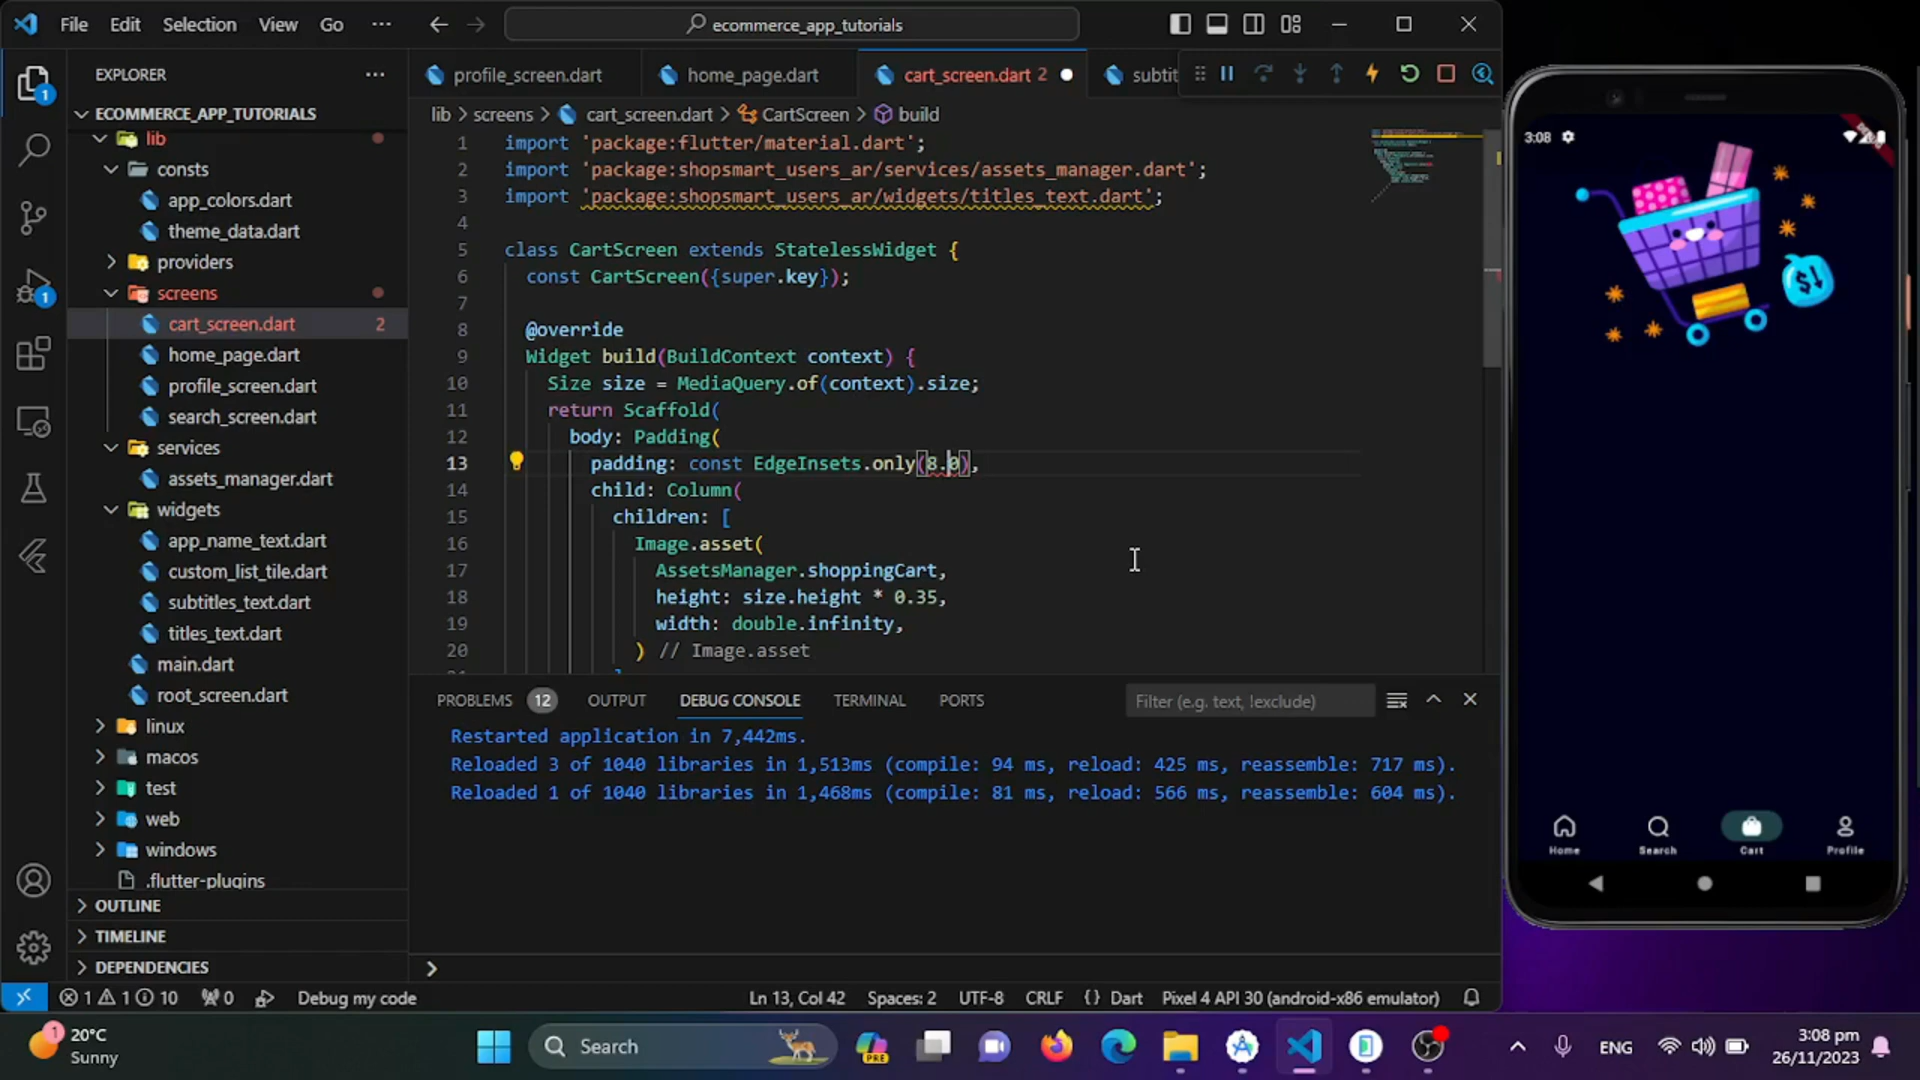 File Edit Selection View Go ··· ecommerce_app_tutorials
EXPLORER ···
ECOMMERCE_APP_TUTORIALS
lib
consts
app_colors.dart
theme_data.dart
providers
screens
cart_screen.dart 2
home_page.dart
profile_screen.dart
search_screen.dart
services
assets_manager.dart
widgets
app_name_text.dart
custom_list_tile.dart
subtitles_text.dart
titles_text.dart
main.dart
root_screen.dart
linux
macos
test
web
windows
.flutter-plugins
OUTLINE
TIMELINE
DEPENDENCIES
1
1
profile_screen.dart home_page.dart cart_screen.dart 2 subtit
lib > screens > cart_screen.dart > CartScreen > build
1 import 'package:flutter/material.dart';
2 import 'package:shopsmart_users_ar/services/assets_manager.dart';
3 import 'package:shopsmart_users_ar/widgets/titles_text.dart';
4
5 class CartScreen extends StatelessWidget {
6 const CartScreen({super.key});
7
8 @override
9 Widget build(BuildContext context) {
10 Size size = MediaQuery.of(context).size;
11 return Scaffold(
12 body: Padding(
13 padding: const EdgeInsets.only(8.0),
14 child: Column(
15 children: [
16 Image.asset(
17 AssetsManager.shoppingCart,
18 height: size.height * 0.35,
19 width: double.infinity,
20 ) // Image.asset
PROBLEMS 12 OUTPUT DEBUG CONSOLE TERMINAL PORTS Filter (e.g. text, !exclude)
Restarted application in 7,442ms.
Reloaded 3 of 1040 libraries in 1,513ms (compile: 94 ms, reload: 425 ms, reassemble: 717 ms).
Reloaded 1 of 1040 libraries in 1,468ms (compile: 81 ms, reload: 566 ms, reassemble: 604 ms).
>
1 1 10 0 Debug my code Ln 13, Col 42 Spaces: 2 UTF-8 CRLF {} Dart Pixel 4 API 30 (android-x86 emulator)
3:08
$
Home Search Cart Profile
1 20°C
Sunny
Search
PRE
ENG
3:08 pm
26/11/2023